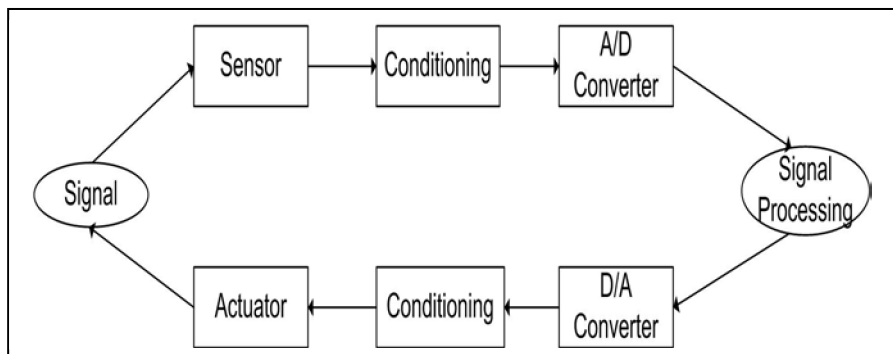 Sensor
Conditioning
A/D
Converter
Signal
Signal
Processing
Actuator
Conditioning
D/A
Converter